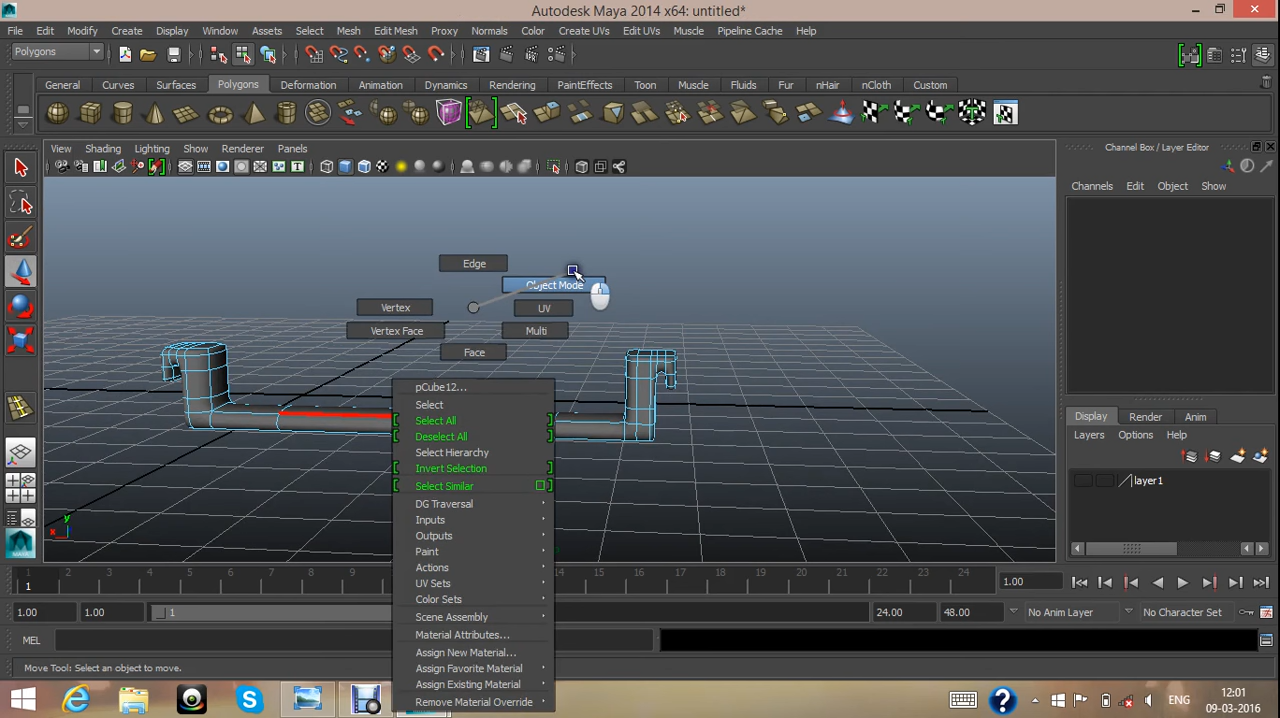 Autodesk Maya 2014 x64: untitled*
File Edit Modify Create Display Window Assets Select Mesh Edit Mesh Proxy Normals Color Create UVs Edit UVs Muscle Pipeline Cache Help
Polygons
General Curves Surfaces Polygons Deformation Animation Dynamics Rendering PaintEffects Toon Muscle Fluids Fur nHair nCloth Custom
View Shading Lighting Show Renderer Panels
Channel Box / Layer Editor
Channels Edit Object Show
Edge
Object Mode
Vertex
UV
Vertex Face
Multi
Face
pCube12...
Select
Select All
Deselect All
Select Hierarchy
Invert Selection
Select Similar
DG Traversal
Inputs
Outputs
Paint
Actions
UV Sets
Color Sets
Scene Assembly
Material Attributes...
Assign New Material...
Assign Favorite Material
Assign Existing Material
Remove Material Override
Display Render Anim
Layers Options Help
layer1
y
x
1 2 3 4 5 6 7 8 9 14 15 16 17 18 19 20 21 22 23 24
1
1.00
1.00 1.00 1 24.00 48.00 No Anim Layer No Character Set
MEL
Move Tool: Select an object to move.
ENG
12:01
09-03-2016